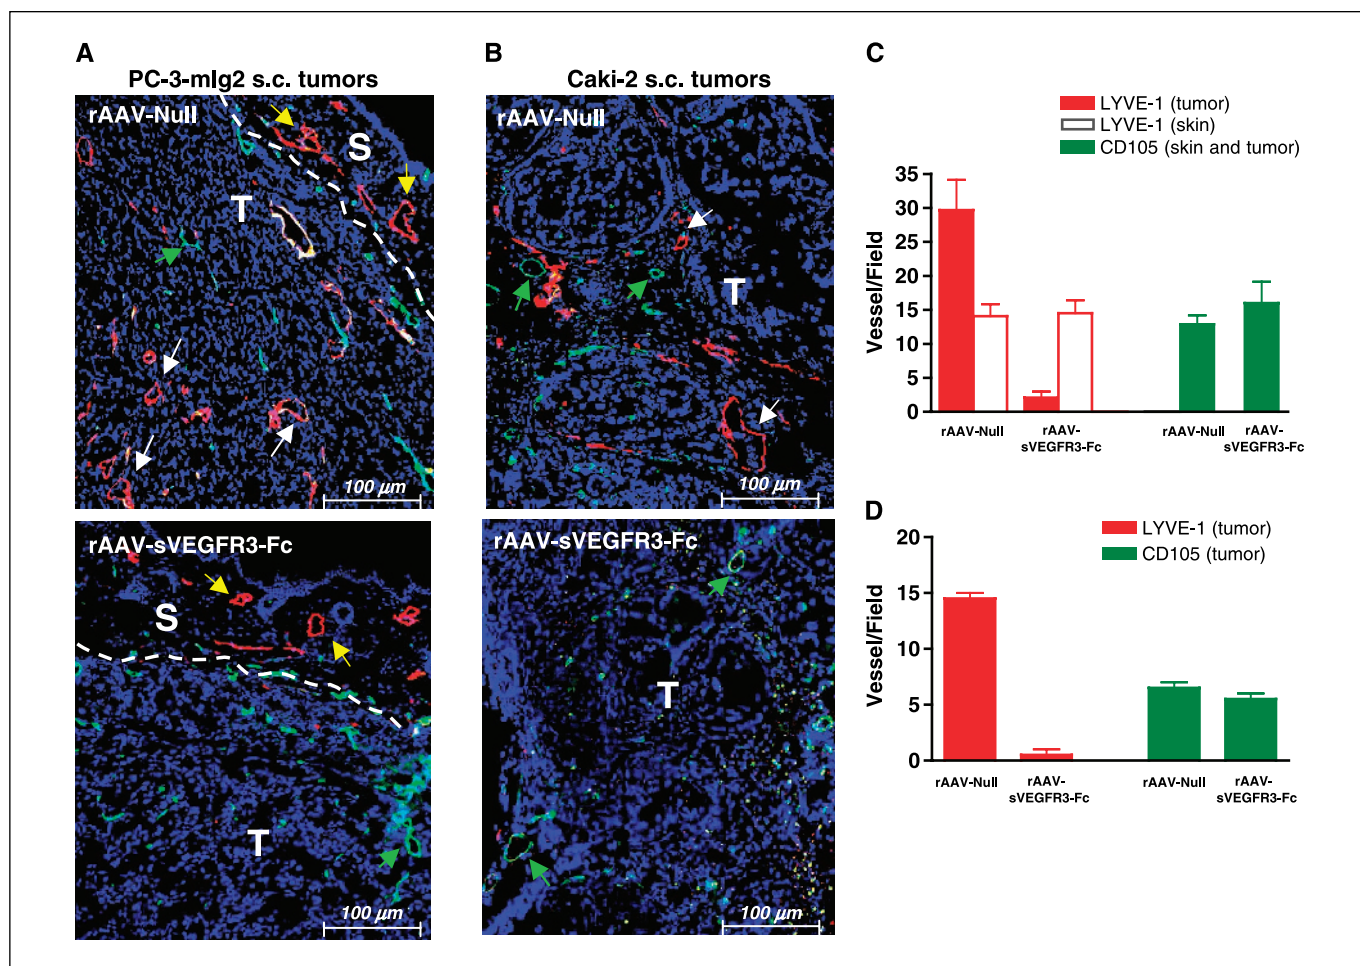 A
PC-3-mlg2 s.c. tumors
rAAV-Null
S
T
100 µm
rAAV-sVEGFR3-Fc
S
T
100 µm
B
Caki-2 s.c. tumors
rAAV-Null
T
100 µm
rAAV-sVEGFR3-Fc
T
100 µm
C
LYVE-1 (tumor)
LYVE-1 (skin)
CD105 (skin and tumor)
Vessel/Field
35
30
25
20
15
10
5
0
rAAV-Null
rAAV-
sVEGFR3-Fc
rAAV-Null
rAAV-
sVEGFR3-Fc
D
LYVE-1 (tumor)
CD105 (tumor)
Vessel/Field
20
15
10
5
0
rAAV-Null
rAAV-
sVEGFR3-Fc
rAAV-Null
rAAV-
sVEGFR3-Fc